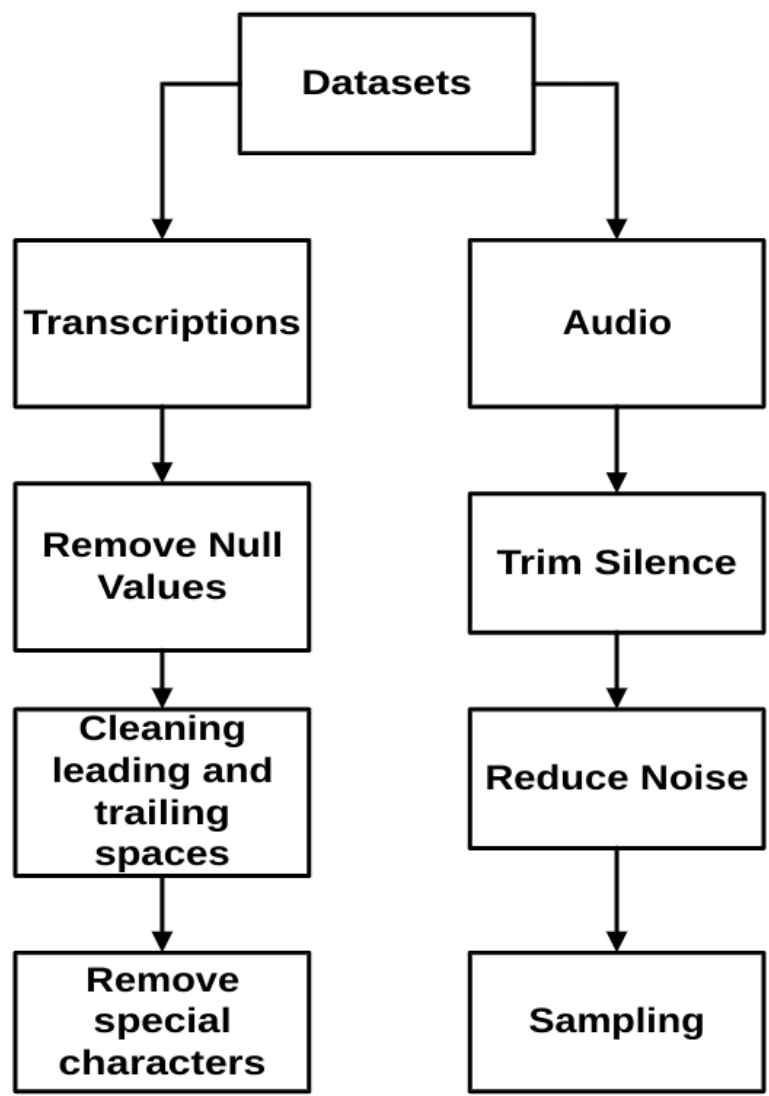 Datasets
Transcriptions
Audio
Remove Null
Values
Trim Silence
Cleaning
leading and
trailing
spaces
Reduce Noise
Remove
special
characters
Sampling